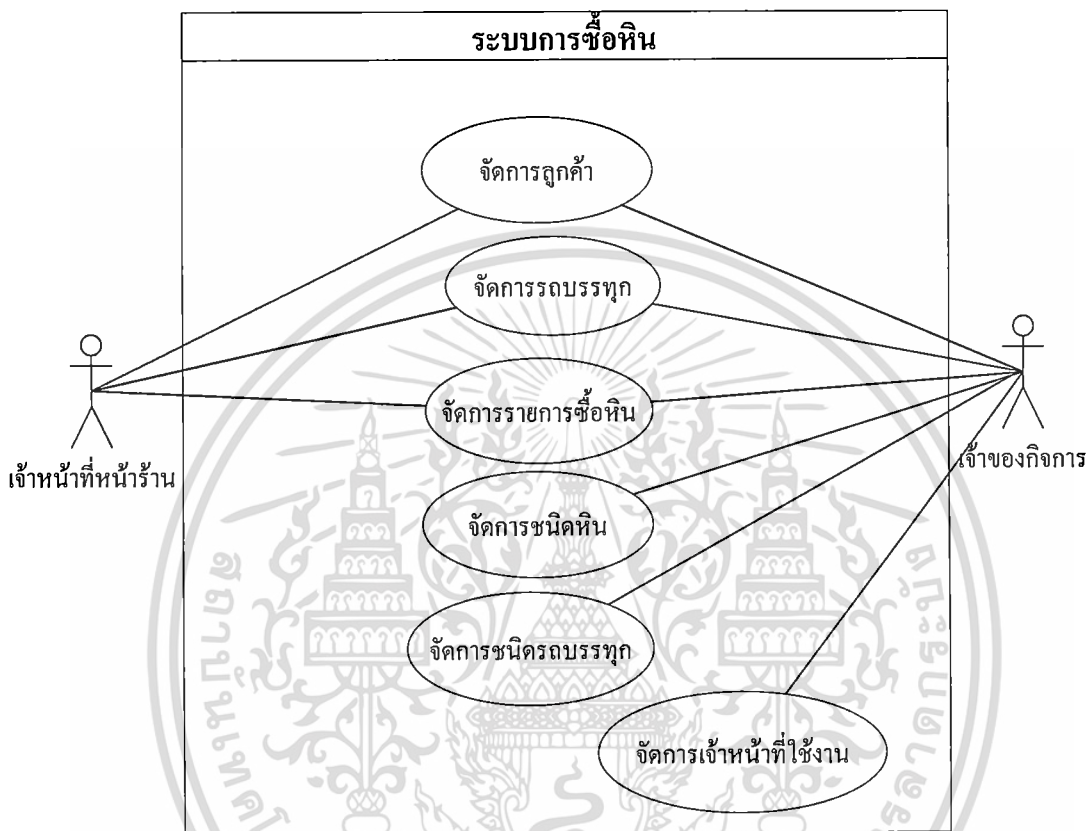 ระบบการซื้อหิน
จัดการลูกค้า
จัดการรถบรรทุก
จัดการรายการซื้อหิน
เจ้าหน้าที่หน้าร้าน
เจ้าของกิจการ
จัดการชนิดหิน
จัดการชนิดรถบรรทุก
จัดการเจ้าหน้าที่ใช้งาน